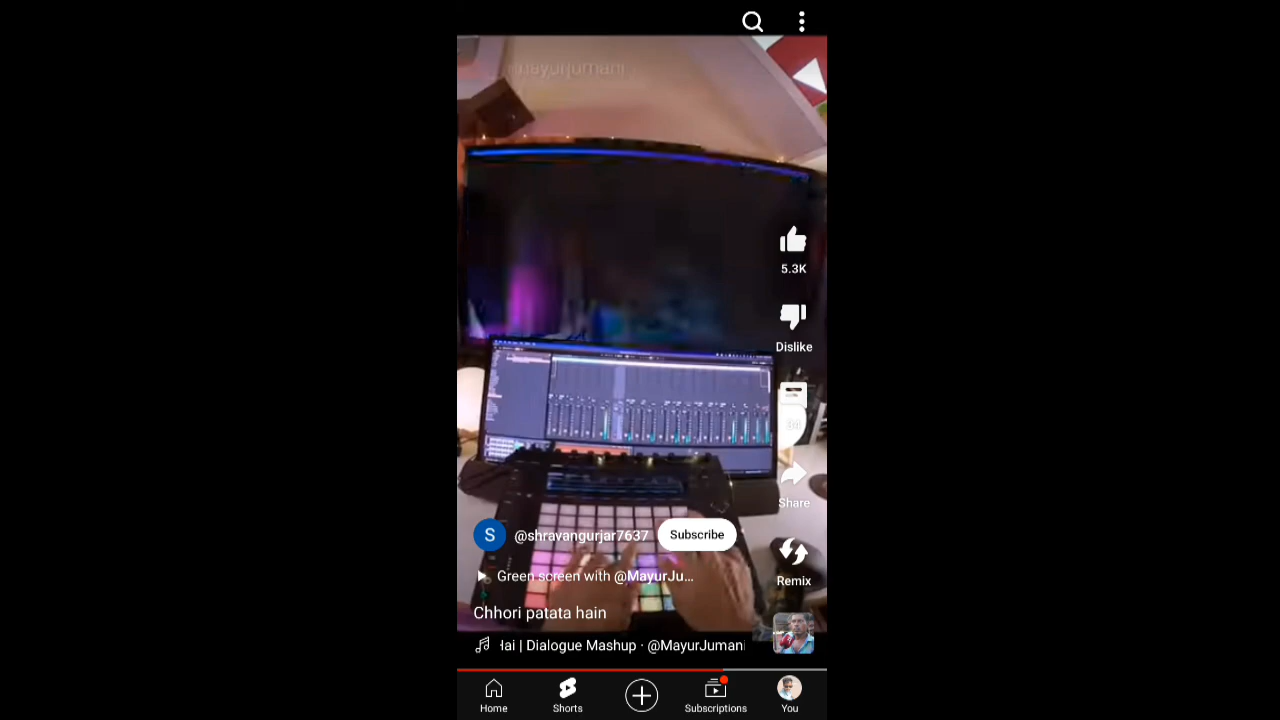 @mayurjumani
5.3K
Dislike
84
Share
@shravangurjar7637
Subscribe
Green screen with @MayurJu...
Remix
Chhori patata hain
Hai | Dialogue Mashup · @MayurJumani
Home
Shorts
Subscriptions
You